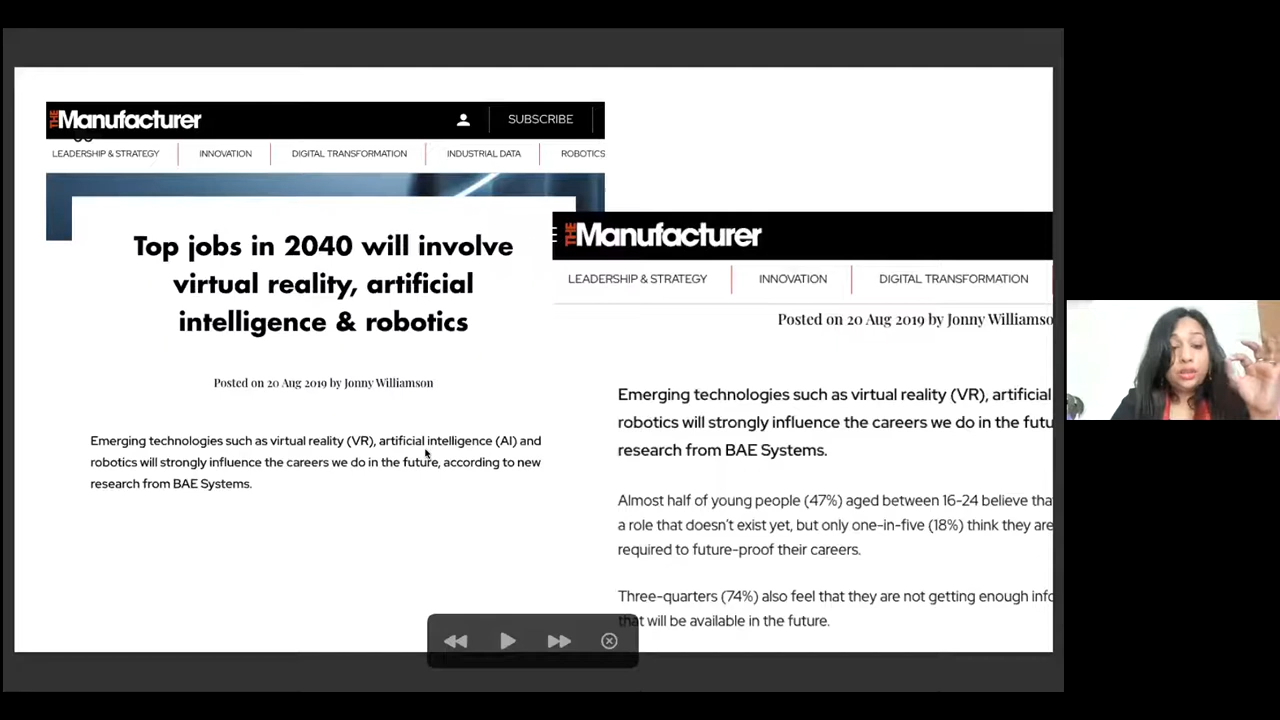 THE Manufacturer
SUBSCRIBE
LEADERSHIP & STRATEGY
INNOVATION
DIGITAL TRANSFORMATION
INDUSTRIAL DATA
ROBOTICS
Top jobs in 2040 will involve
virtual reality, artificial
intelligence & robotics
Posted on 20 Aug 2019 by Jonny Williamson
Emerging technologies such as virtual reality (VR), artificial intelligence (AI) and
robotics will strongly influence the careers we do in the future, according to new
research from BAE Systems.
THE Manufacturer
LEADERSHIP & STRATEGY
INNOVATION
DIGITAL TRANSFORMATION
Posted on 20 Aug 2019 by Jonny Williamso
Emerging technologies such as virtual reality (VR), artificial
robotics will strongly influence the careers we do in the futu
research from BAE Systems.
Almost half of young people (47%) aged between 16-24 believe tha
a role that doesn't exist yet, but only one-in-five (18%) think they are
required to future-proof their careers.
Three-quarters (74%) also feel that they are not getting enough info
that will be available in the future.